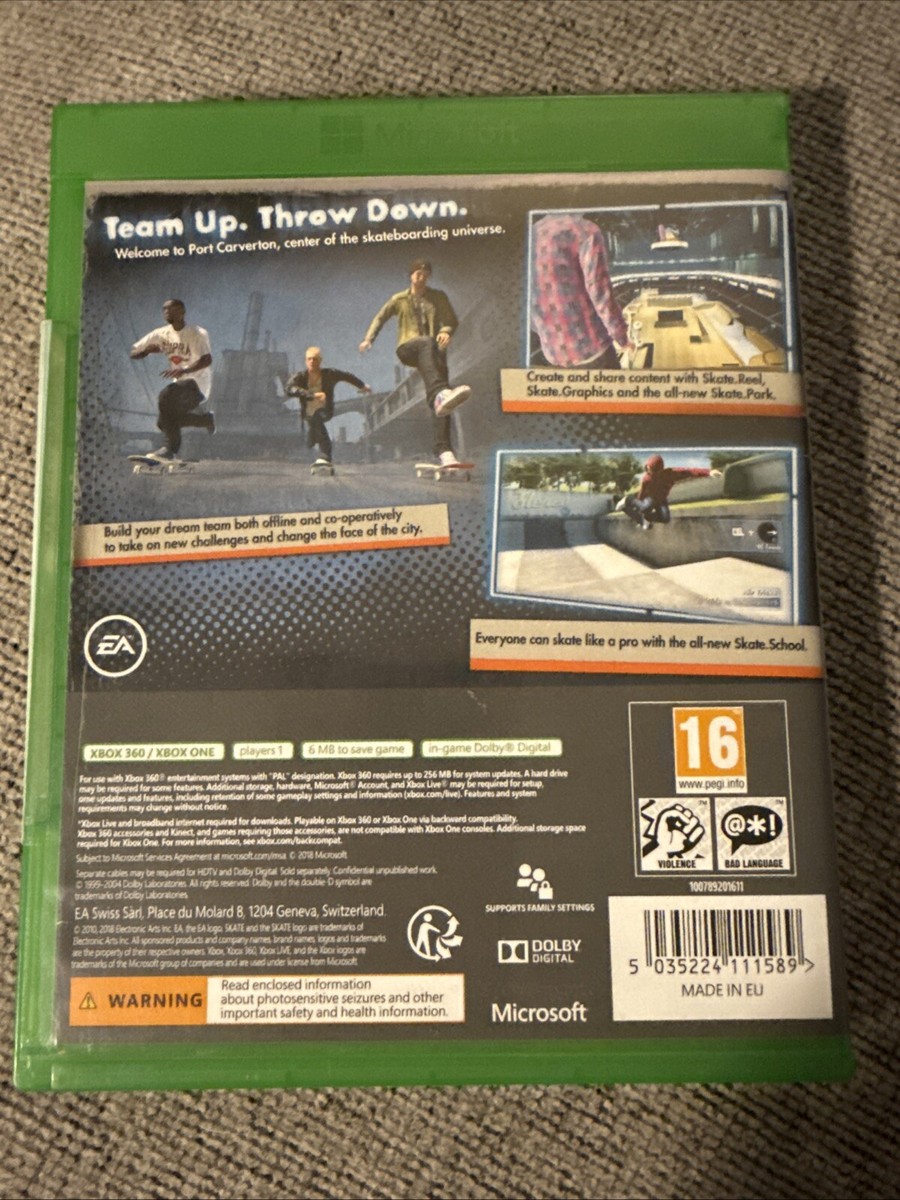 Microsoft
Team Up. Throw Down.
Welcome to Port Carverton, center of the skateboarding universe.
Create and share content with Skate.Reel,
Skate.Graphics and the all-new Skate.Park.
Build your dream team both offline and co-operatively
to take on new challenges and change the face of the city.
Everyone can skate like a pro with the all-new Skate.School.
EA
XBOX 360 / XBOX ONE
players 1
6 MB to save game
in-game Dolby® Digital
For use with Xbox 360® entertainment systems with "PAL" designation. Xbox 360 requires up to 256 MB for system updates. A hard drive
may be required for some features. Additional storage, hardware, Microsoft® Account, and Xbox Live® may be required for setup,
ome updates and features, including retention of some gameplay settings and information (xbox.com/live). Features and system
requirements may change without notice.
*Xbox Live and broadband internet required for downloads. Playable on Xbox 360 or Xbox One via backward compatibility.
Xbox 360 accessories and Kinect, and games requiring those accessories, are not compatible with Xbox One consoles. Additional storage space
required for Xbox One. For more information, see xbox.com/backcompat.
Subject to Microsoft Services Agreement at microsoft.com/msa. © 2018 Microsoft
Separate cables may be required for HDTV and Dolby Digital. Sold separately. Confidential unpublished work.
© 1999-2004 Dolby Laboratories. All rights reserved. Dolby and the double-D symbol are
trademarks of Dolby Laboratories.
EA Swiss Sàrl, Place du Molard 8, 1204 Geneva, Switzerland.
© 2010, 2018 Electronic Arts Inc. EA, the EA logo, SKATE and the SKATE logo are trademarks of
Electronic Arts Inc. All sponsored products and company names, brand names, logos and trademarks
are the property of their respective owners. Xbox, Xbox 360, Xbox LIVE, and the Xbox logos are
trademarks of the Microsoft group of companies and are used under license from Microsoft.
WARNING
Read enclosed information
about photosensitive seizures and other
important safety and health information.
SUPPORTS FAMILY SETTINGS
DOLBY
DIGITAL
Microsoft
16
www.pegi.info
VIOLENCE
@*!
BAD LANGUAGE
100789201611
5 035224 111589 >
MADE IN EU